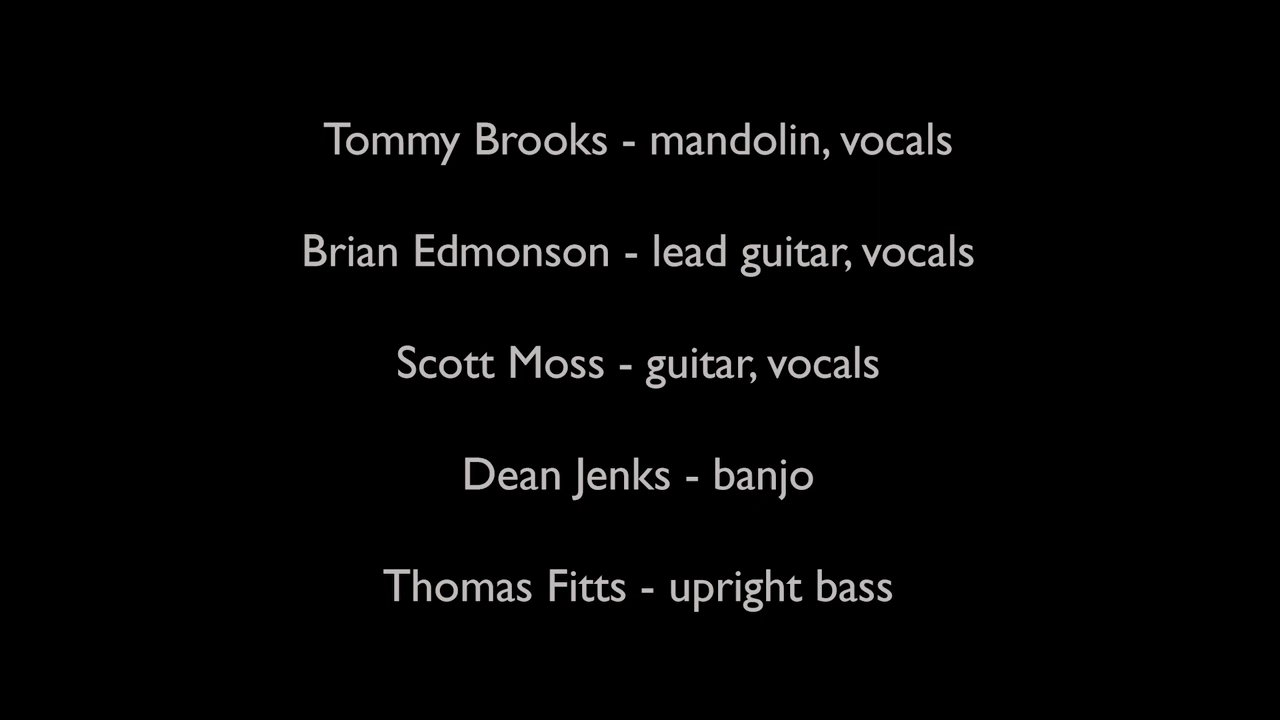 Tommy Brooks - mandolin, vocals
Brian Edmonson - lead guitar, vocals
Scott Moss - guitar, vocals
Dean Jenks - banjo
Thomas Fitts - upright bass